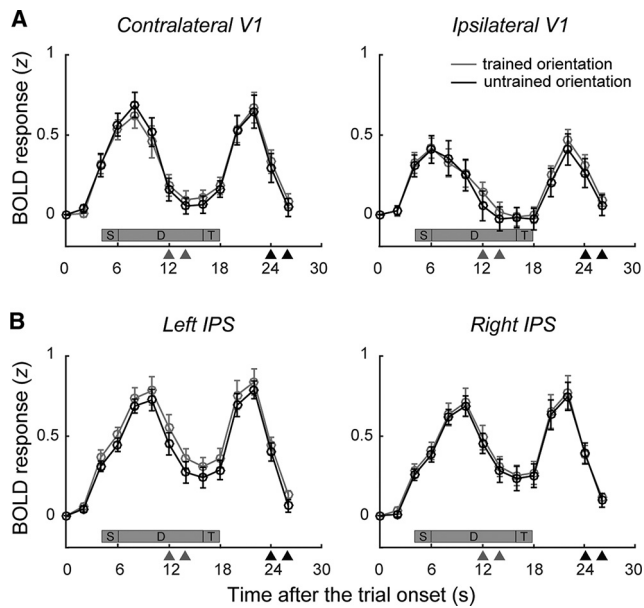 A
Contralateral V1
Ipsilateral V1
trained orientation
untrained orientation
BOLD response (z)
1
0.5
0
S D T
0 6 12 18 24 30
1
0.5
0
S D T
0 6 12 18 24 30
B
Left IPS
Right IPS
BOLD response (z)
1
0.5
0
S D T
0 6 12 18 24 30
1
0.5
0
S D T
0 6 12 18 24 30
Time after the trial onset (s)